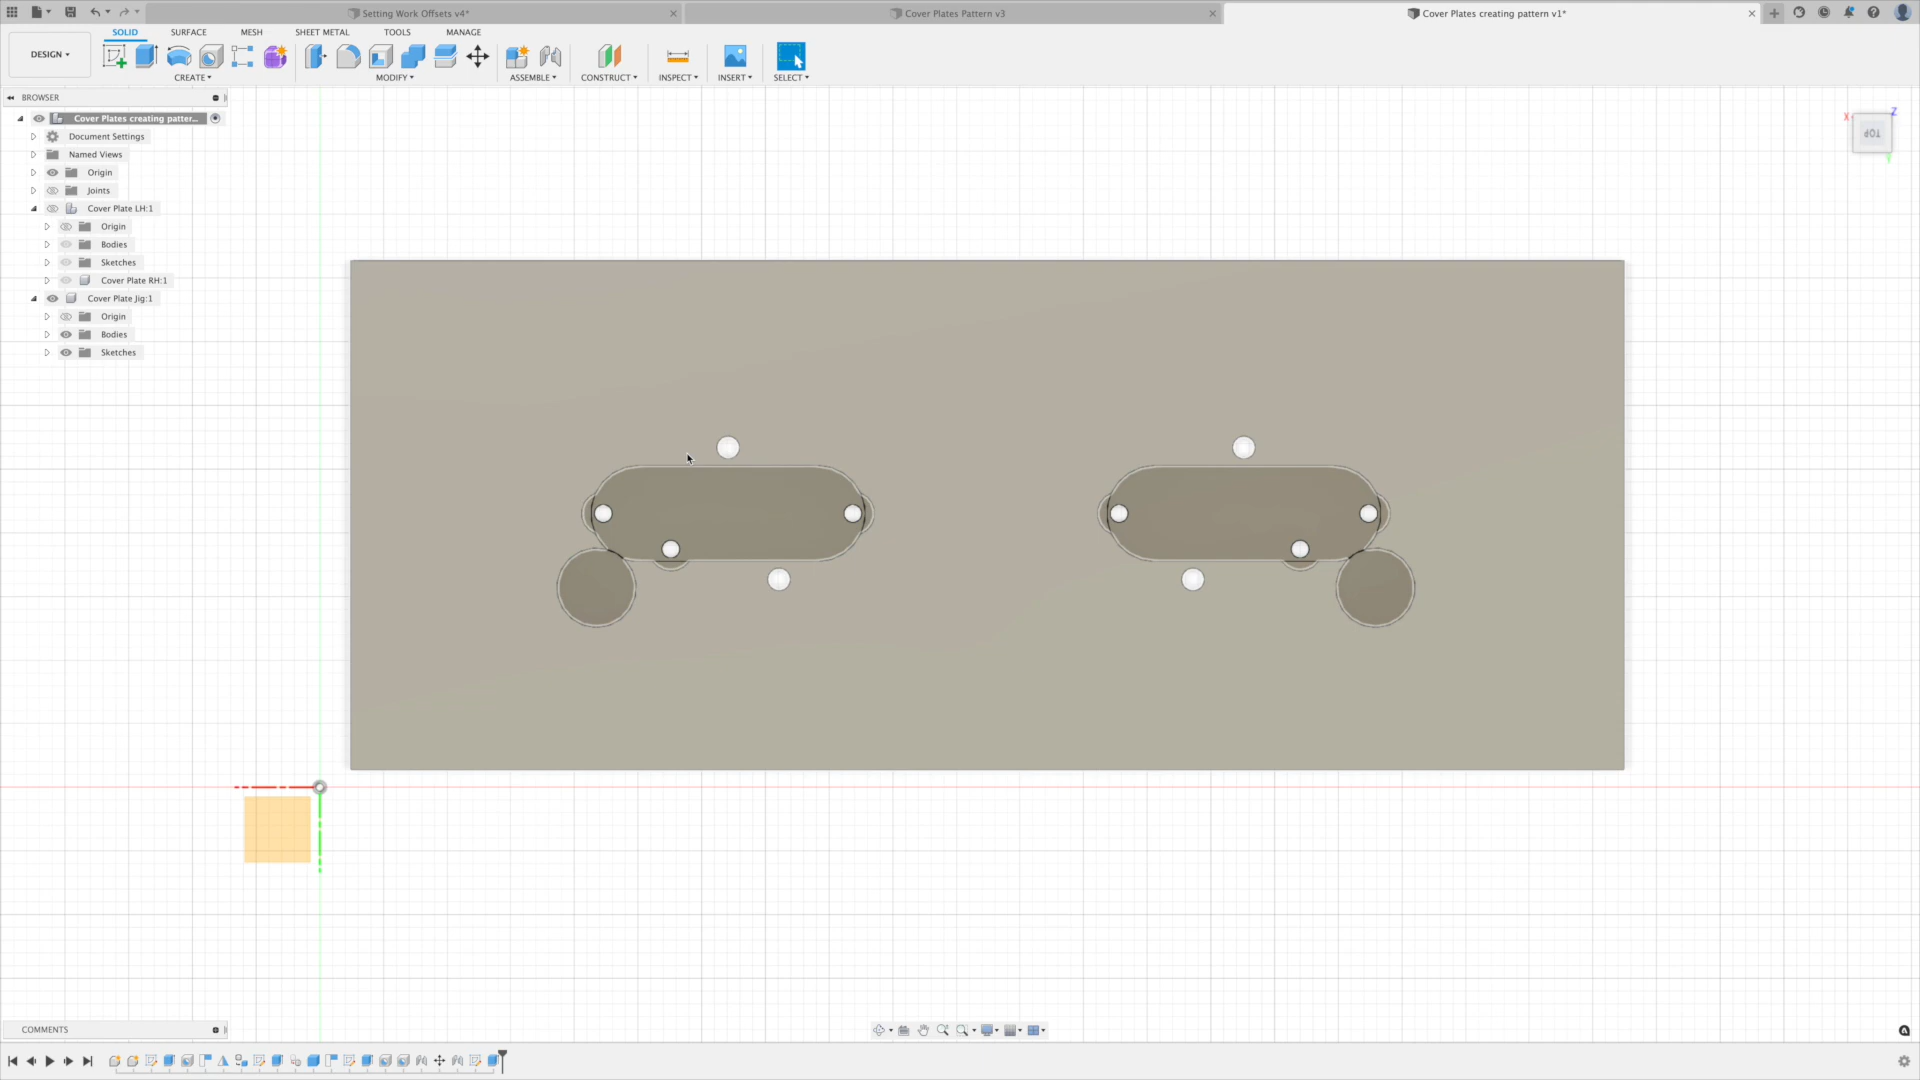 Setting Work Offsets v4*
Cover Plates Pattern v3
Cover Plates creating pattern v1*
DESIGN
SOLID
SURFACE
MESH
SHEET METAL
TOOLS
MANAGE
CREATE
MODIFY
ASSEMBLE
CONSTRUCT
INSPECT
INSERT
SELECT
BROWSER
Cover Plates creating patter...
Document Settings
Named Views
Origin
Joints
Cover Plate LH:1
Origin
Bodies
Sketches
Cover Plate RH:1
Cover Plate Jig:1
Origin
Bodies
Sketches
X
Z
TOP
Y
COMMENTS